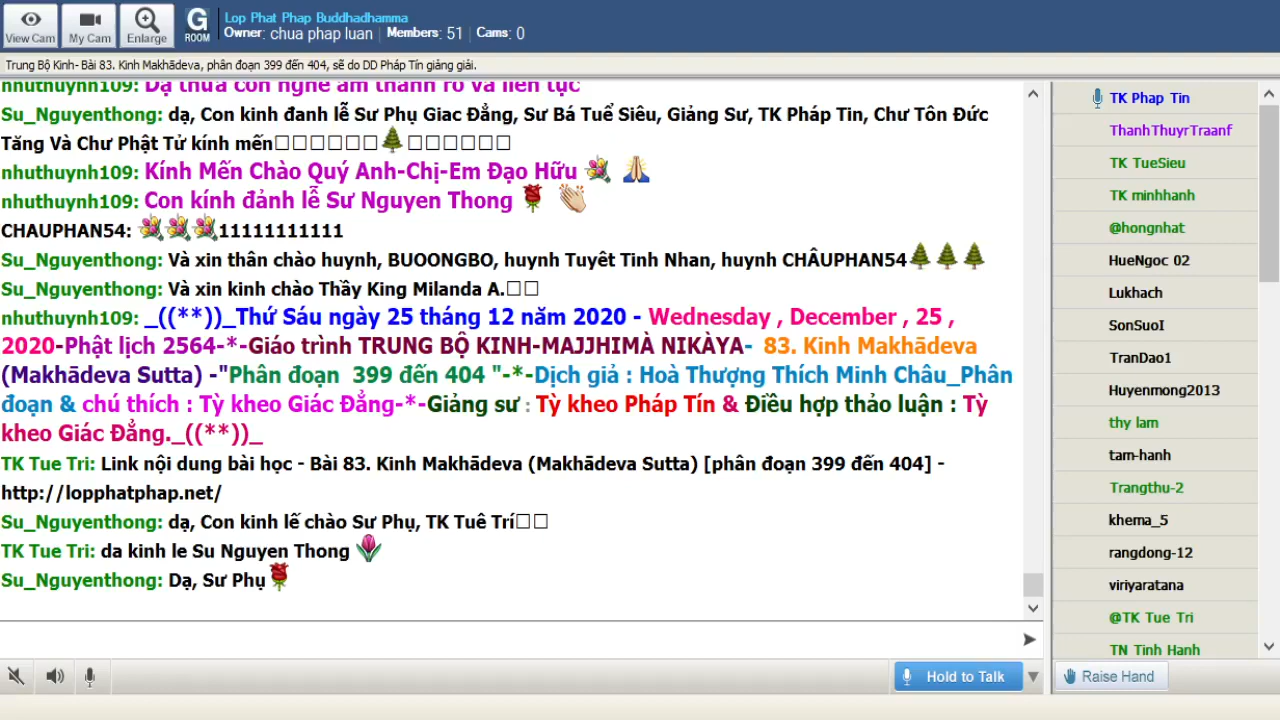 View Cam
My Cam
Enlarge
G
ROOM
Lop Phat Phap Buddhadhamma
Owner: chua phap luan Members: 51 Cams: 0
Trung Bộ Kinh- Bài 83. Kinh Makhādeva, phân đoạn 399 đến 404, sẽ do DD Pháp Tín giảng giải.
nhuthuynh109: Dạ thưa con nghe âm thanh rõ và liên tục
Su_Nguyenthong: dạ, Con kinh đanh lễ Sư Phụ Giac Đẳng, Sư Bá Tuể Siêu, Giảng Sư, TK Pháp Tin, Chư Tôn Đức
Tăng Và Chư Phật Tử kính mến
nhuthuynh109: Kính Mến Chào Quý Anh-Chị-Em Đạo Hữu
nhuthuynh109: Con kính đảnh lễ Sư Nguyen Thong
CHAUPHAN54: 11111111111
Su_Nguyenthong: Và xin thân chào huynh, BUOONGBO, huynh Tuyêt Tinh Nhan, huynh CHÂUPHAN54
Su_Nguyenthong: Và xin kinh chào Thầy King Milanda A.
nhuthuynh109: _((**))_Thứ Sáu ngày 25 tháng 12 năm 2020 - Wednesday , December , 25 ,
2020-Phật lịch 2564-*-Giáo trình TRUNG BỘ KINH-MAJJHIMÀ NIKÀYA- 83. Kinh Makhādeva
(Makhādeva Sutta) -"Phân đoạn 399 đến 404 "-*-Dịch giả : Hoà Thượng Thích Minh Châu_Phân
đoạn & chú thích : Tỳ kheo Giác Đẳng-*-Giảng sư : Tỳ kheo Pháp Tín & Điều hợp thảo luận : Tỳ
kheo Giác Đẳng._((**))_
TK Tue Tri: Link nội dung bài học - Bài 83. Kinh Makhādeva (Makhādeva Sutta) [phân đoạn 399 đến 404] -
http://lopphatphap.net/
Su_Nguyenthong: dạ, Con kinh lế chào Sư Phụ, TK Tuê Trí
TK Tue Tri: da kinh le Su Nguyen Thong
Su_Nguyenthong: Dạ, Sư Phụ
Hold to Talk
TK Phap Tin
ThanhThuyrTraanf
TK TueSieu
TK minhhanh
@hongnhat
HueNgoc 02
Lukhach
SonSuoI
TranDao1
Huyenmong2013
thy lam
tam-hanh
Trangthu-2
khema_5
rangdong-12
viriyaratana
@TK Tue Tri
TN Tinh Hanh
Raise Hand